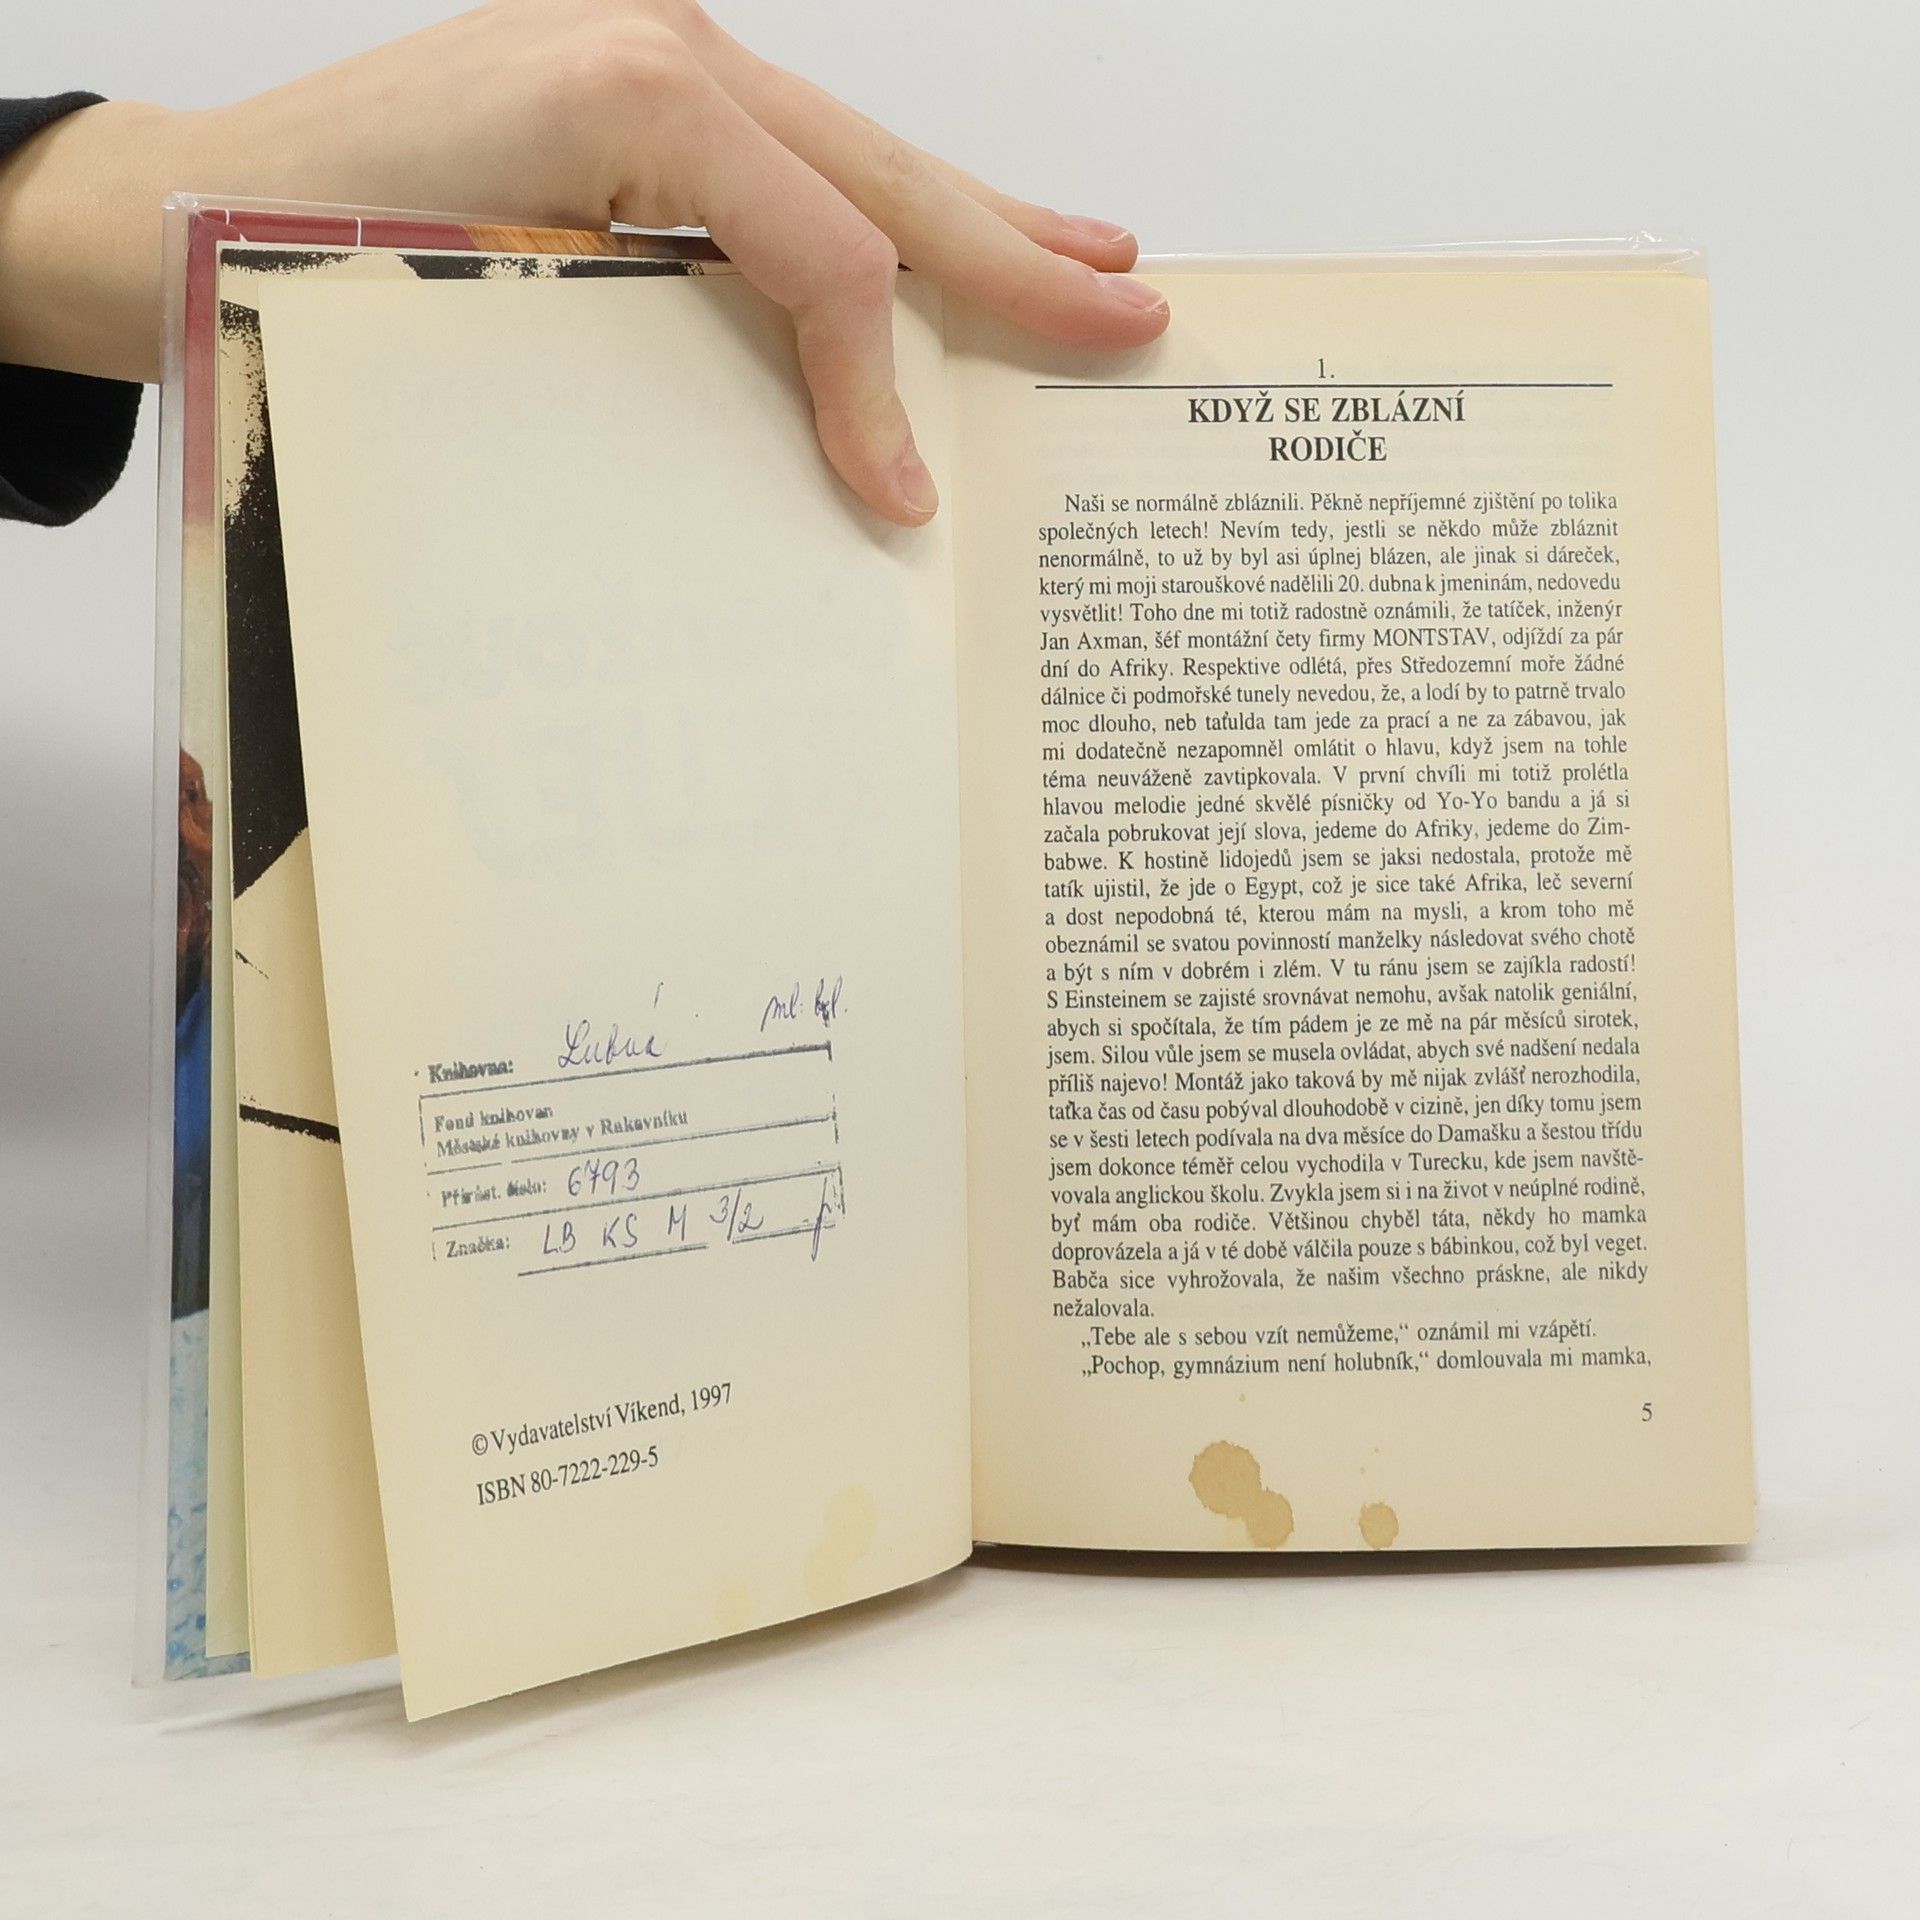 Lubná ml. kol.
Knihovna:
Fond knihovan
Městské knihovny v Rakovníku
Přírůst. číslo: 6793
Značka: LB KS M 3/2
© Vydavatelství Víkend, 1997
ISBN 80-7222-229-5
1.
KDYŽ SE ZBLÁZNÍ
RODIČE
Naši se normálně zbláznili. Pěkně nepříjemné zjištění po tolika
společných letech! Nevím tedy, jestli se někdo může zbláznit
nenormálně, to už by byl asi úplnej blázen, ale jinak si dáreček,
který mi moji starouškové nadělili 20. dubna k jmeninám, nedovedu
vysvětlit! Toho dne mi totiž radostně oznámili, že tatíček, inženýr
Jan Axman, šéf montážní čety firmy MONTSTAV, odjíždí za pár
dní do Afriky. Respektive odlétá, přes Středozemní moře žádné
dálnice či podmořské tunely nevedou, že, a lodí by to patrně trvalo
moc dlouho, neb taťulda tam jede za prací a ne za zábavou, jak
mi dodatečně nezapomněl omlátit o hlavu, když jsem na tohle
téma neuváženě zavtipkovala. V první chvíli mi totiž prolétla
hlavou melodie jedné skvělé písničky od Yo-Yo bandu a já si
začala pobrukovat její slova, jedeme do Afriky, jedeme do Zim-
babwe. K hostině lidojedů jsem se jaksi nedostala, protože mě
tatík ujistil, že jde o Egypt, což je sice také Afrika, leč severní
a dost nepodobná té, kterou mám na mysli, a krom toho mě
obeznámil se svatou povinností manželky následovat svého chotě
a být s ním v dobrém i zlém. V tu ránu jsem se zajíkla radostí!
S Einsteinem se zajisté srovnávat nemohu, avšak natolik geniální,
abych si spočítala, že tím pádem je ze mě na pár měsíců sirotek,
jsem. Silou vůle jsem se musela ovládat, abych své nadšení nedala
příliš najevo! Montáž jako taková by mě nijak zvlášť nerozhodila,
taťka čas od času pobýval dlouhodobě v cizině, jen díky tomu jsem
se v šesti letech podívala na dva měsíce do Damašku a šestou třídu
jsem dokonce téměř celou vychodila v Turecku, kde jsem navště-
vovala anglickou školu. Zvykla jsem si i na život v neúplné rodině,
byť mám oba rodiče. Většinou chyběl táta, někdy ho mamka
doprovázela a já v té době válčila pouze s bábinkou, což byl veget.
Babča sice vyhrožovala, že našim všechno práskne, ale nikdy
nežalovala.
„Tebe ale s sebou vzít nemůžeme,“ oznámil mi vzápětí.
„Pochop, gymnázium není holubník,“ domlouvala mi mamka,
5